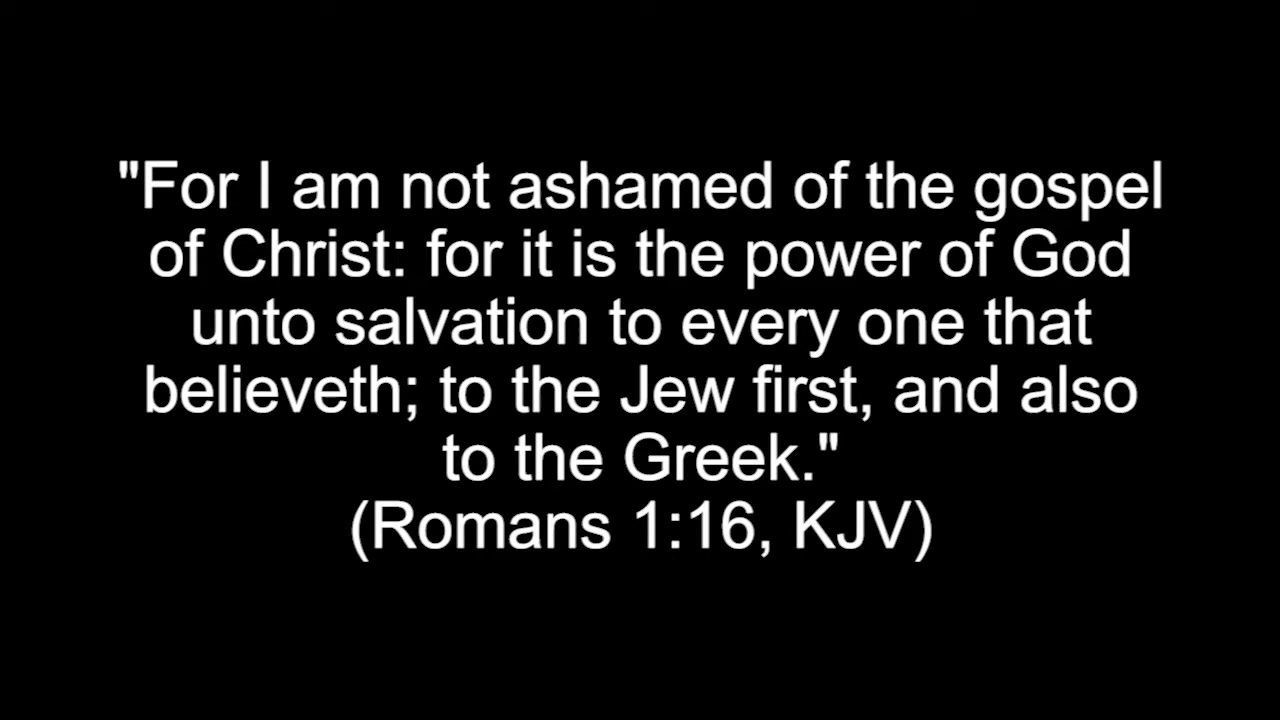 "For I am not ashamed of the gospel
of Christ: for it is the power of God
unto salvation to every one that
believeth; to the Jew first, and also
to the Greek."
(Romans 1:16, KJV)